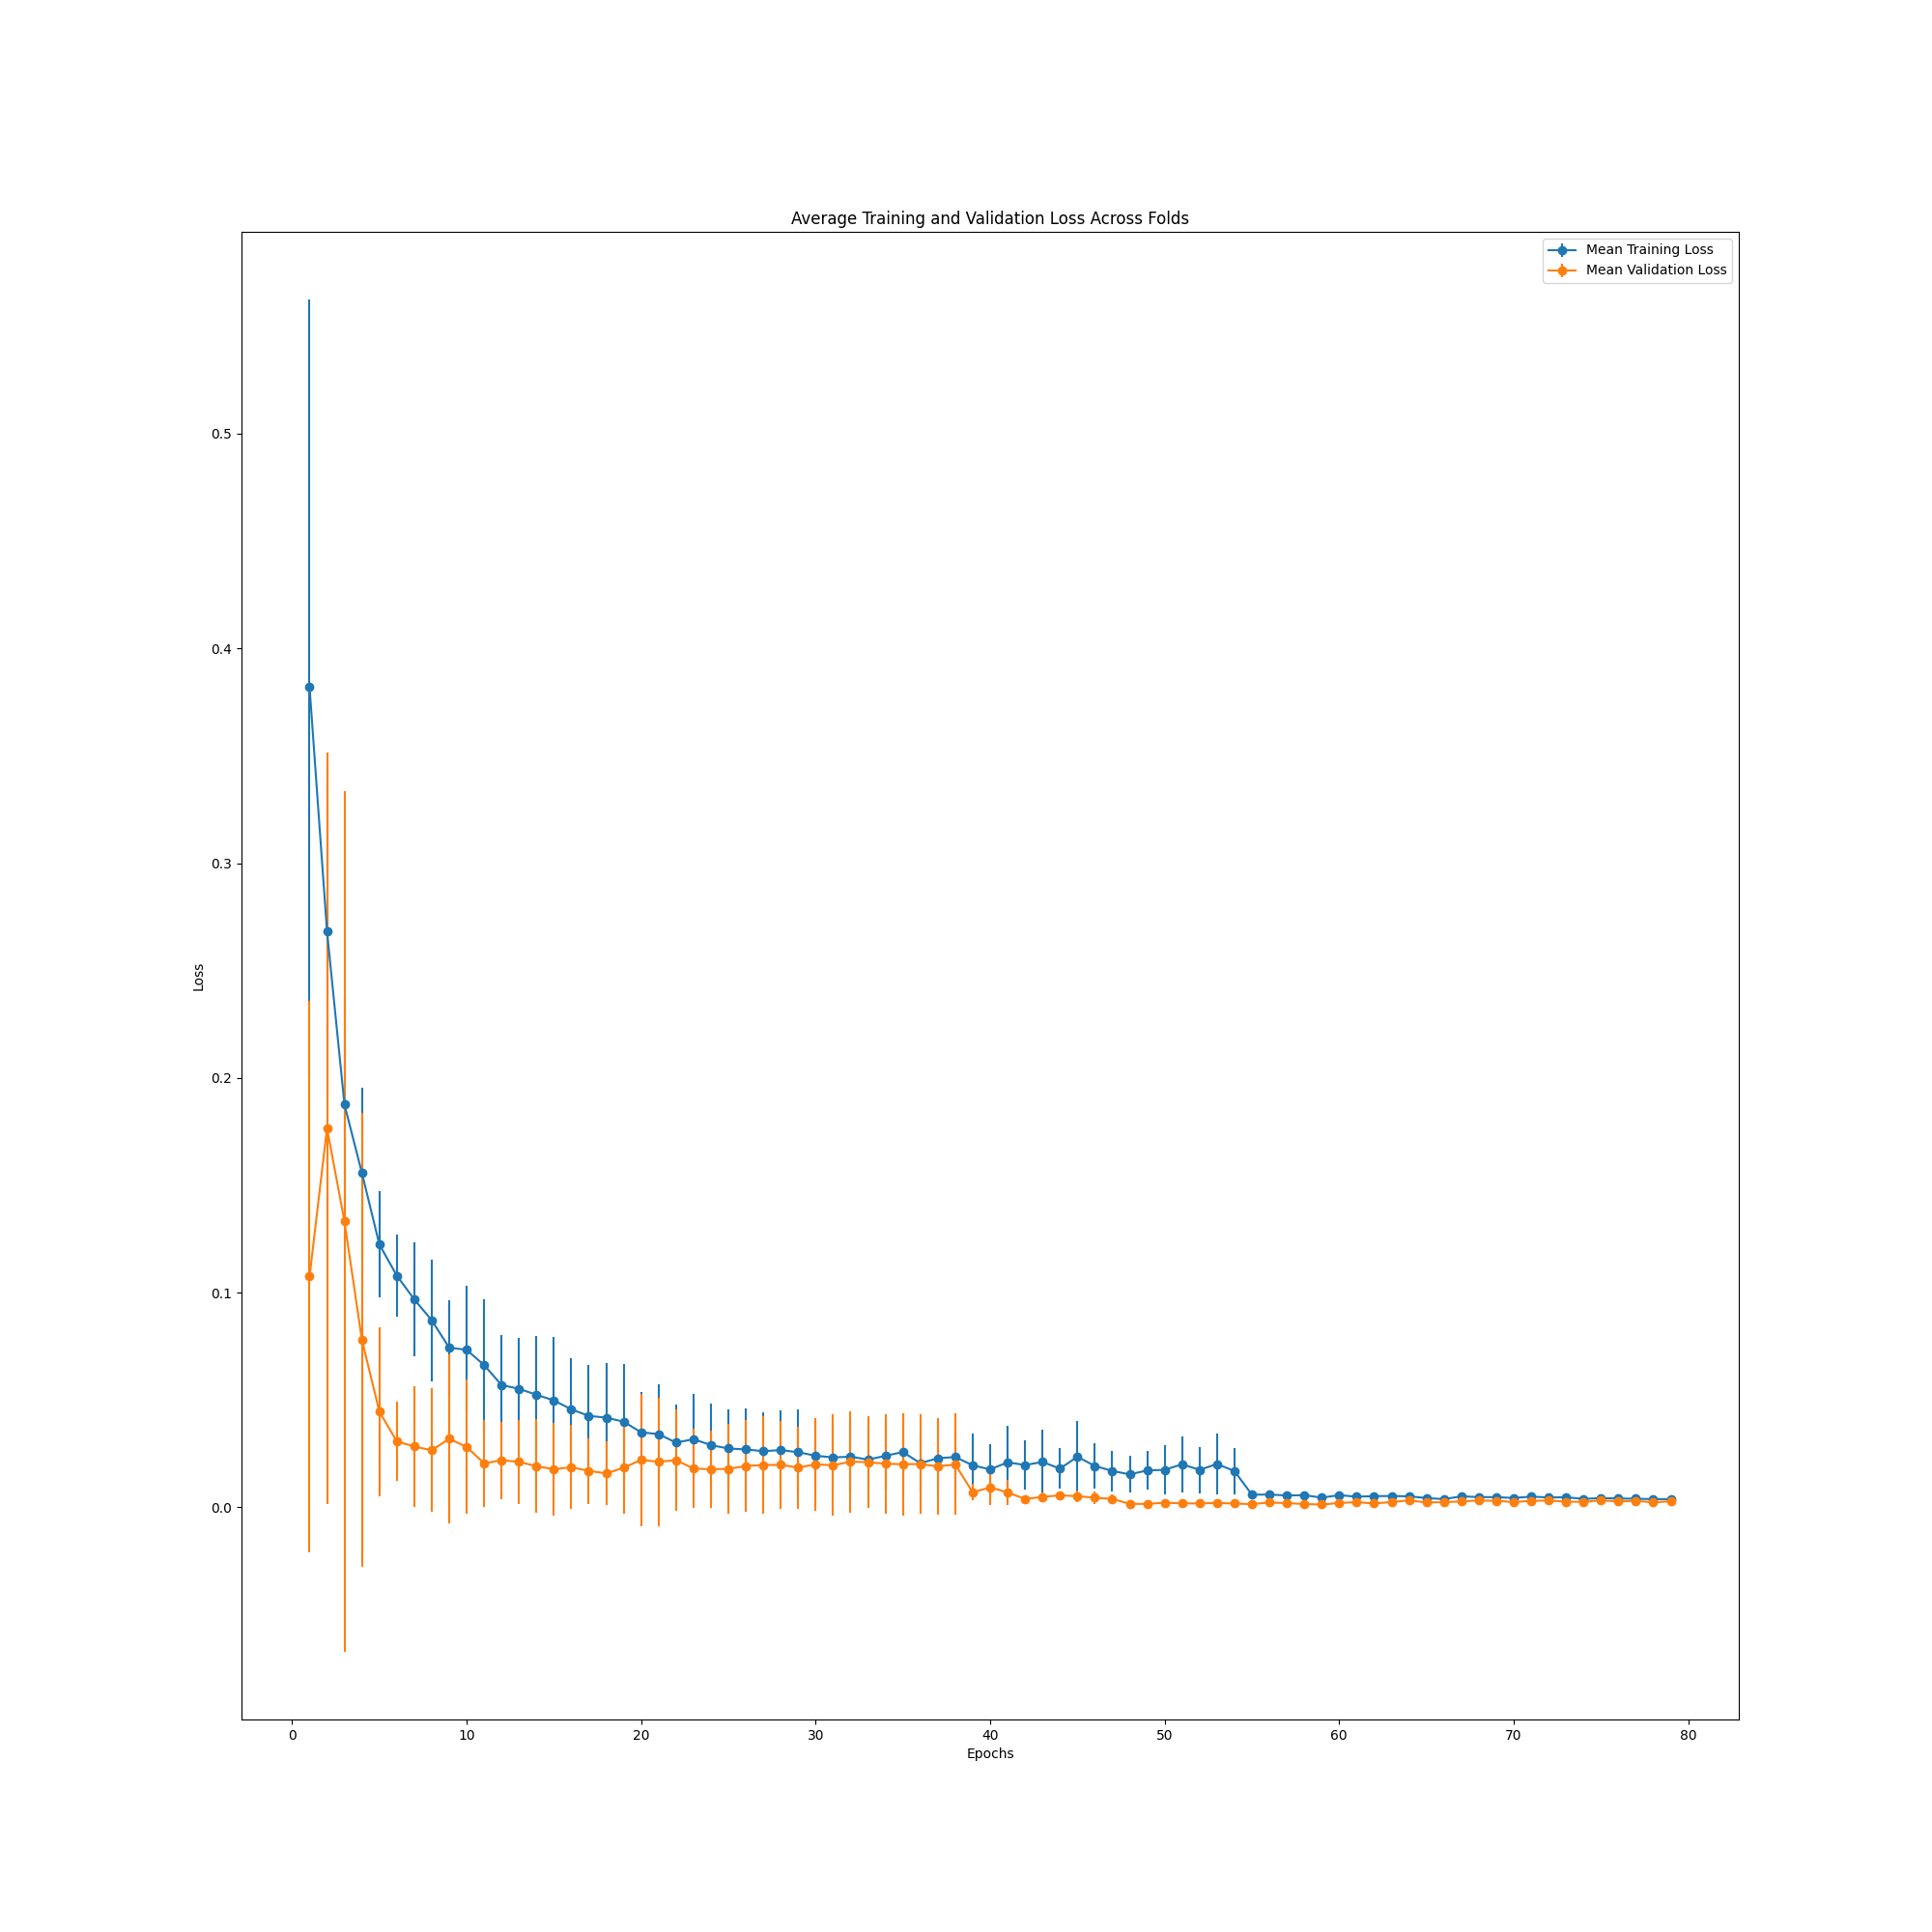 Average Training and Validation Loss Across Folds
Mean Training Loss
Mean Validation Loss
0.5
0.4
0.3
0.2
0.1
0.0
Loss
0 10 20 30 40 50 60 70 80
Epochs